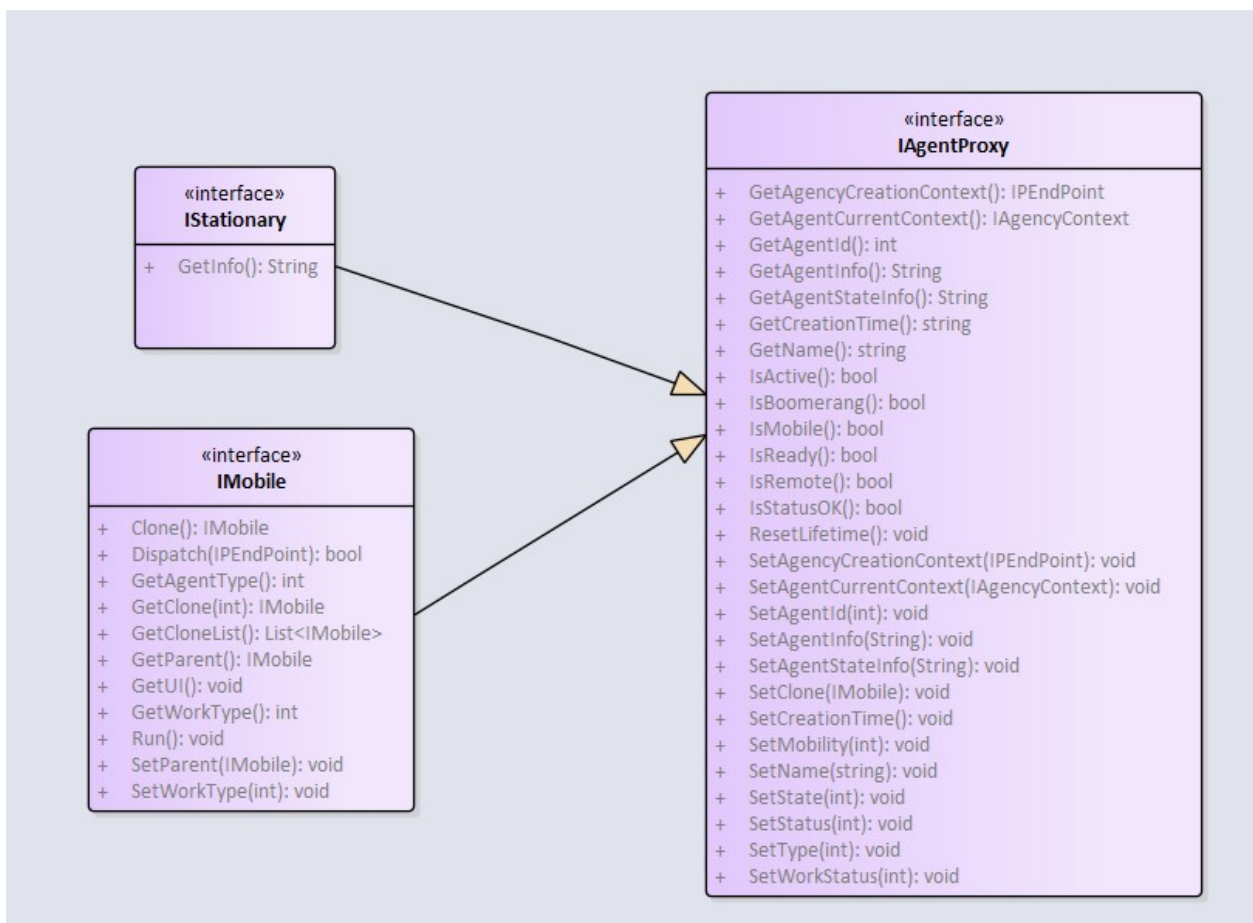 «interface»
IStationary
+ GetInfo(): String
«interface»
IMobile
+ Clone(): IMobile
+ Dispatch(IPEndPoint): bool
+ GetAgentType(): int
+ GetClone(int): IMobile
+ GetCloneList(): List<IMobile>
+ GetParent(): IMobile
+ GetUI(): void
+ GetWorkType(): int
+ Run(): void
+ SetParent(IMobile): void
+ SetWorkType(int): void
«interface»
IAgentProxy
+ GetAgencyCreationContext(): IPEndPoint
+ GetAgentCurrentContext(): IAgencyContext
+ GetAgentId(): int
+ GetAgentInfo(): String
+ GetAgentStateInfo(): String
+ GetCreationTime(): string
+ GetName(): string
+ IsActive(): bool
+ IsBoomerang(): bool
+ IsMobile(): bool
+ IsReady(): bool
+ IsRemote(): bool
+ IsStatusOK(): bool
+ ResetLifetime(): void
+ SetAgencyCreationContext(IPEndPoint): void
+ SetAgentCurrentContext(IAgencyContext): void
+ SetAgentId(int): void
+ SetAgentInfo(String): void
+ SetAgentStateInfo(String): void
+ SetClone(IMobile): void
+ SetCreationTime(): void
+ SetMobility(int): void
+ SetName(string): void
+ SetState(int): void
+ SetStatus(int): void
+ SetType(int): void
+ SetWorkStatus(int): void